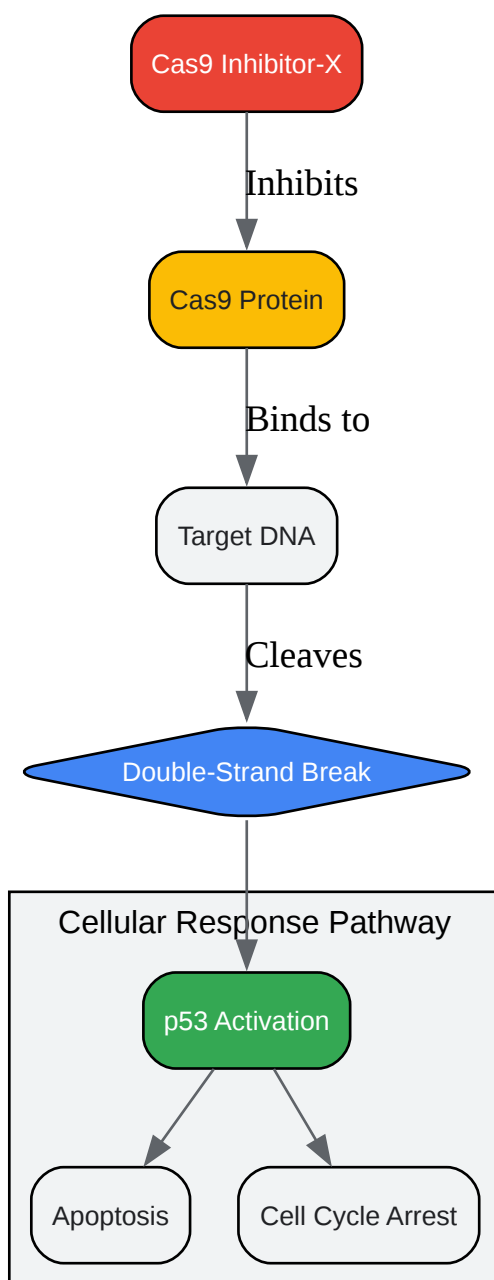 Cas9 Inhibitor-X
Inhibits
Cas9 Protein
Binds to
Target DNA
Cleaves
Double-Strand Break
Cellular Response Pathway
p53 Activation
Apoptosis
Cell Cycle Arrest